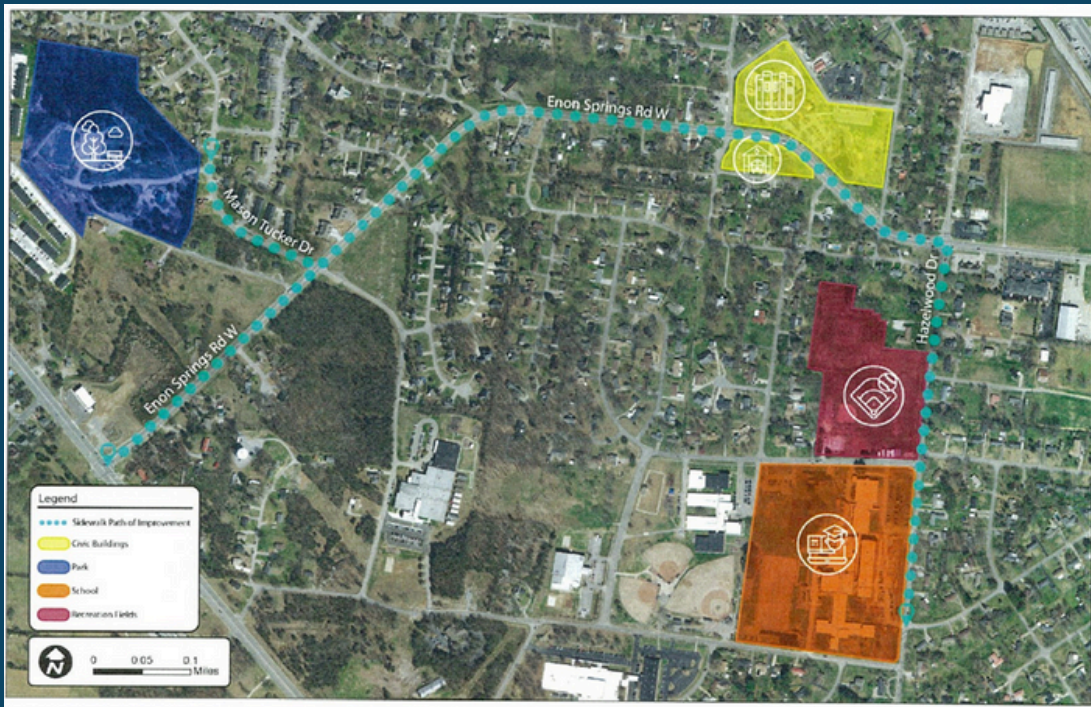 Enon Springs Rd W
Mason Tucker Dr
Hazelwood Dr
Enon Springs Rd W
Legend
Sidewalk Path of Improvement
Civic Buildings
Park
School
Recreation Fields
N
0 0.05 0.1
Miles